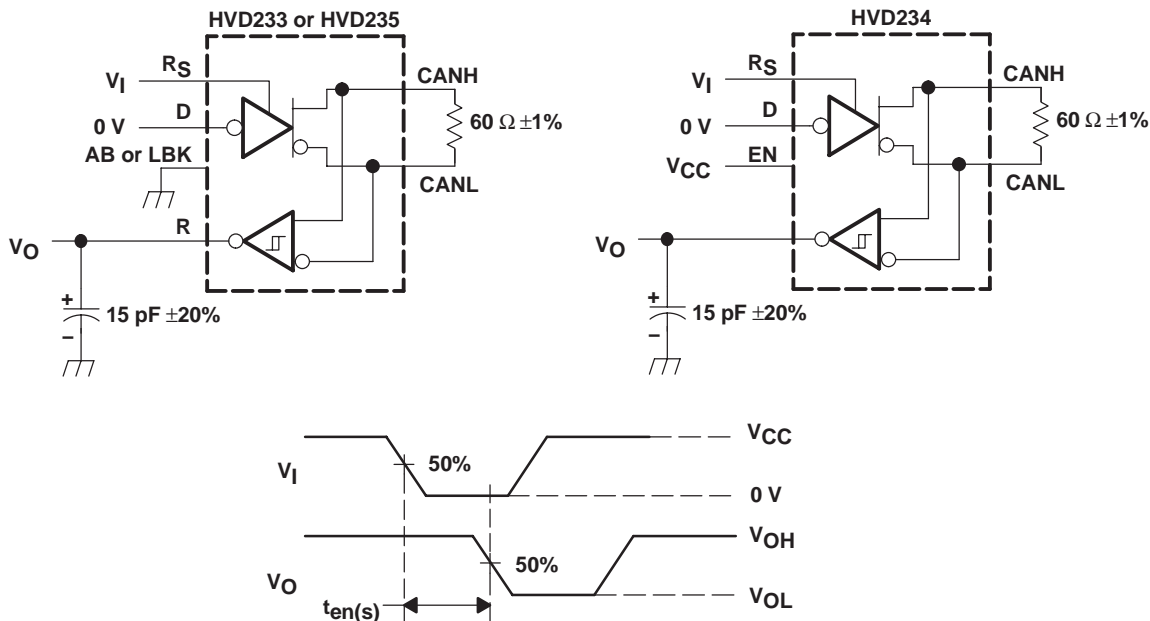 HVD233 or HVD235
RS
VI
D
0 V
AB or LBK
R
VO
CANH
60 Ω ±1%
CANL
+
15 pF ±20%
−
HVD234
RS
VI
D
0 V
EN
VCC
VO
CANH
60 Ω ±1%
CANL
+
15 pF ±20%
−
VCC
VI
50%
0 V
VOH
50%
VO
VOL
ten(s)